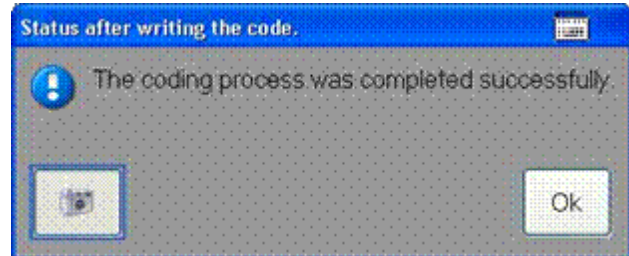 Status after writing the code.
The coding process was completed successfully.
Ok